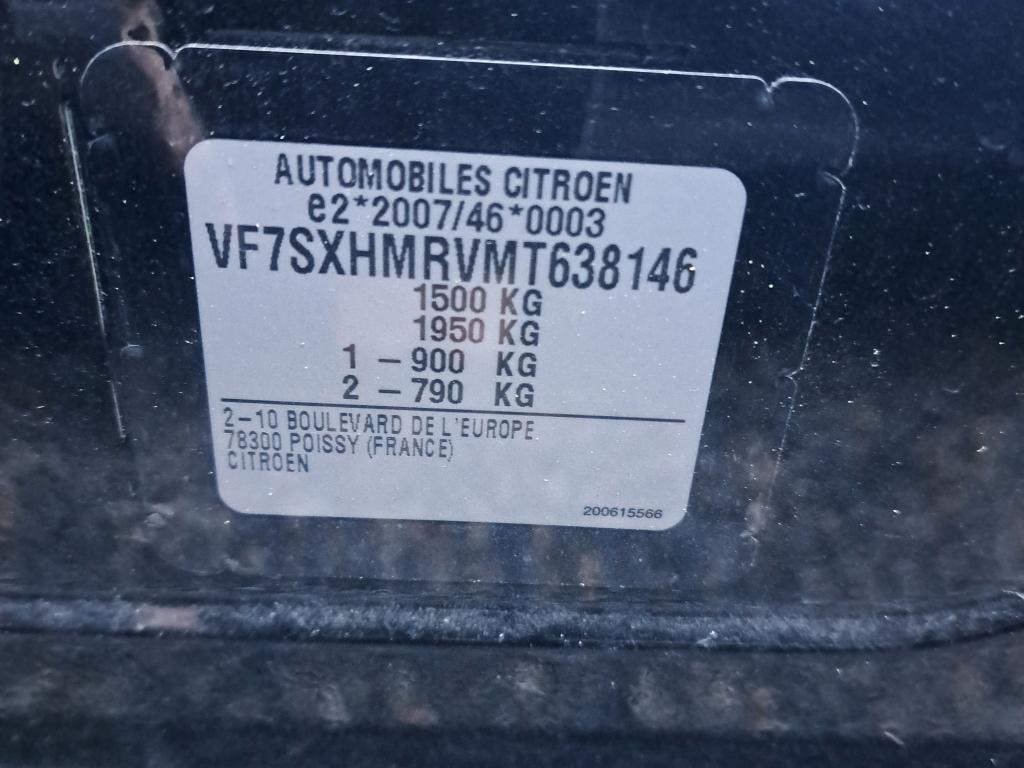 AUTOMOBILES CITROEN
e2*2007/46*0003
VF7SXHMRVMT638146
1500 KG
1950 KG
1 – 900 KG
2 – 790 KG
2–10 BOULEVARD DE L'EUROPE
78300 POISSY (FRANCE)
CITROEN
200615566